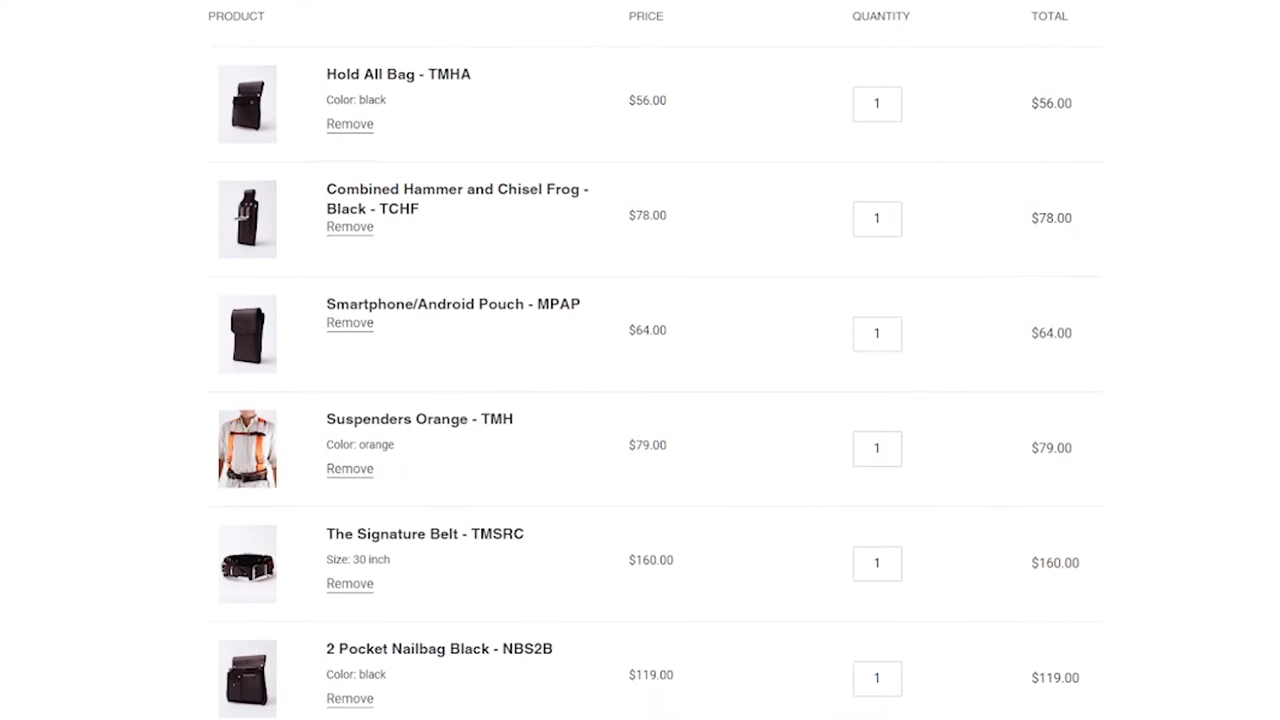 PRODUCT PRICE QUANTITY TOTAL
Hold All Bag - TMHA
Color: black
Remove
$56.00 1 $56.00
Combined Hammer and Chisel Frog -
Black - TCHF
Remove
$78.00 1 $78.00
Smartphone/Android Pouch - MPAP
Remove
$64.00 1 $64.00
Suspenders Orange - TMH
Color: orange
Remove
$79.00 1 $79.00
The Signature Belt - TMSRC
Size: 30 inch
Remove
$160.00 1 $160.00
2 Pocket Nailbag Black - NBS2B
Color: black
Remove
$119.00 1 $119.00